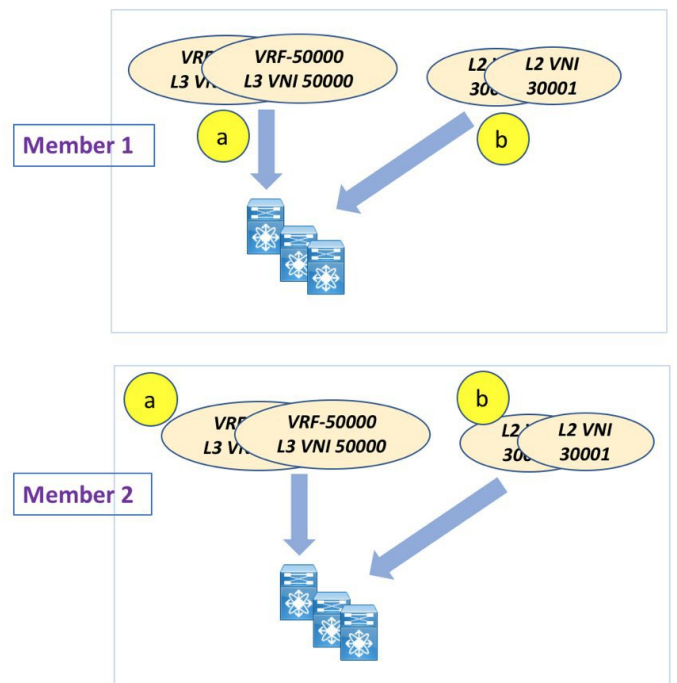 VRF-50000
L3 VNI 50000
L2 VNI
30001
a
b
Member 1
a
b
VRF-50000
L3 VNI 50000
L2 VNI
30001
Member 2